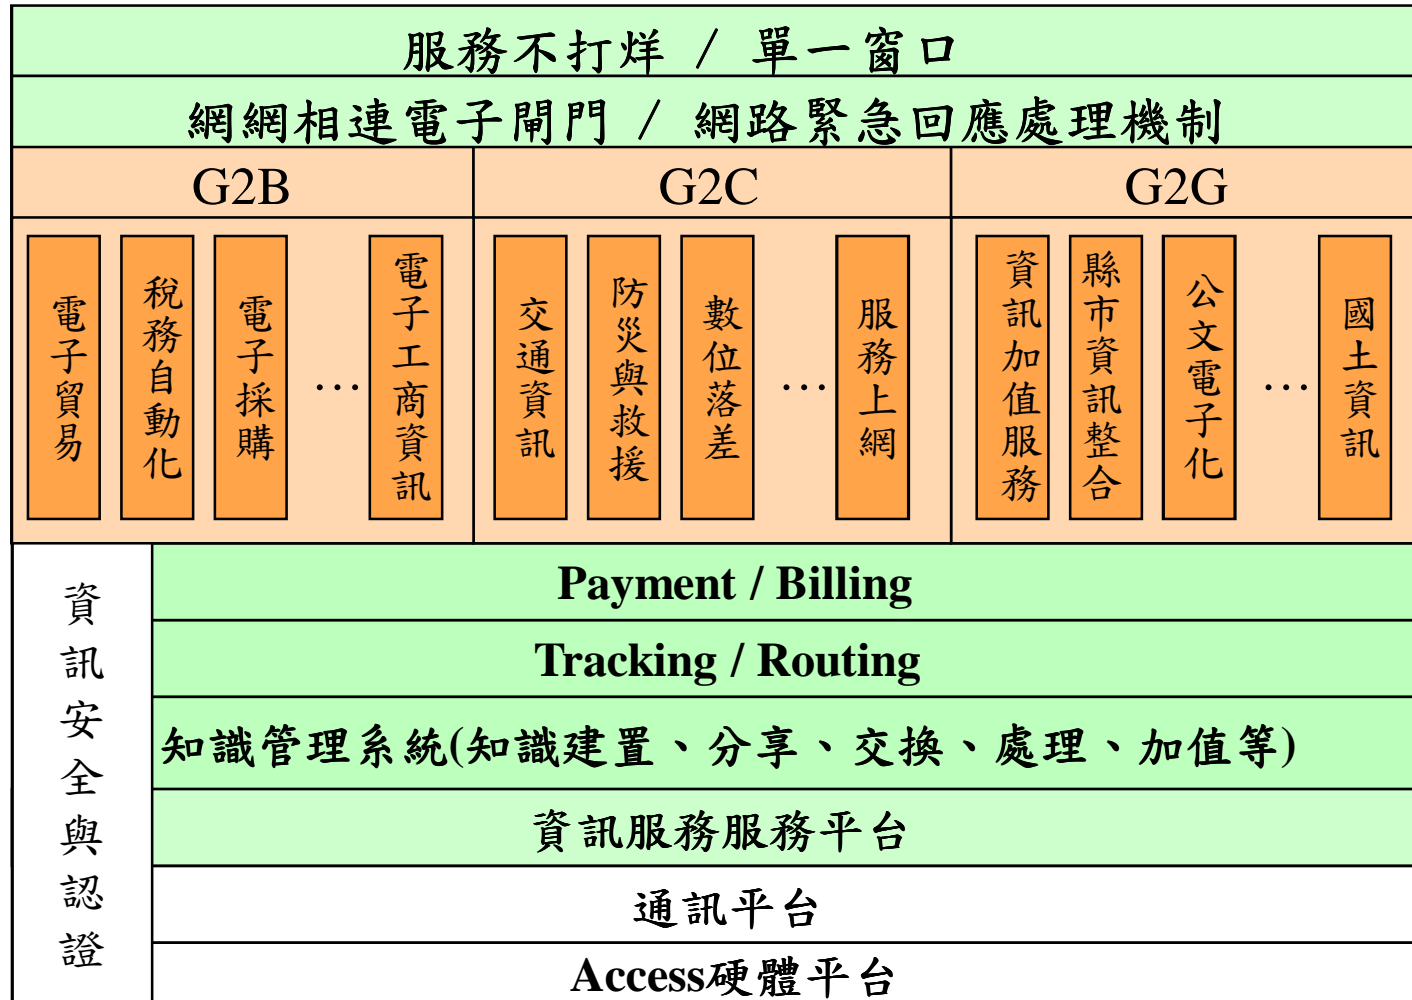 服務不打烊 / 單一窗口
網網相連電子閘門 / 網路緊急回應處理機制
G2B
G2C
G2G
電子貿易
稅務自動化
電子採購
…
電子工商資訊
交通資訊
防災與救援
數位落差
…
服務上網
資訊加值服務
縣市資訊整合
公文電子化
…
國土資訊
資訊安全與認證
Payment / Billing
Tracking / Routing
知識管理系統(知識建置、分享、交換、處理、加值等)
資訊服務服務平台
通訊平台
Access硬體平台